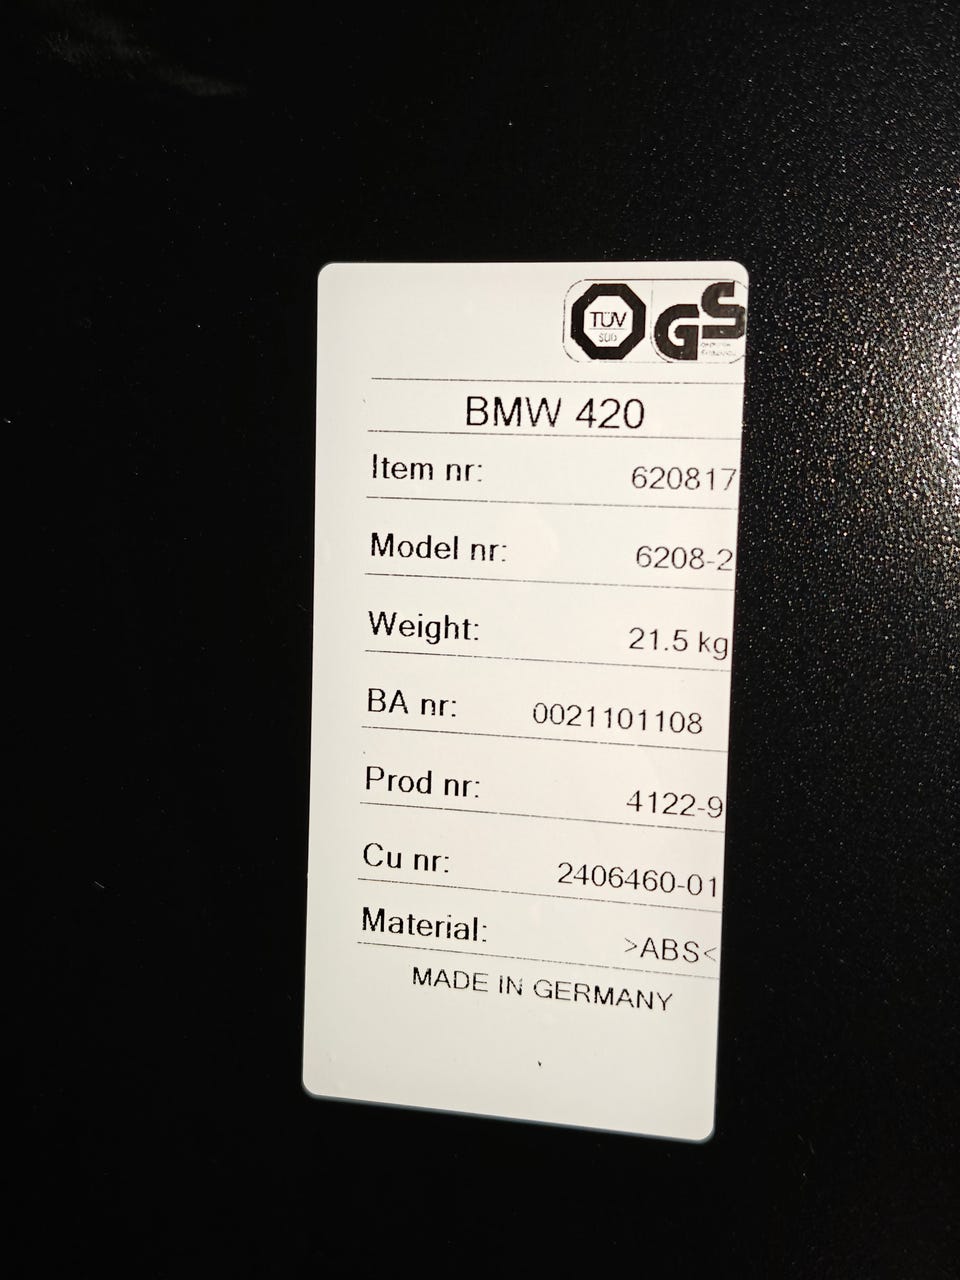 TÜV
SÜD
GS
BMW 420
Item nr: 620817
Model nr: 6208-2
Weight: 21.5 kg
BA nr: 0021101108
Prod nr: 4122-9
Cu nr: 2406460-01
Material: >ABS<
MADE IN GERMANY